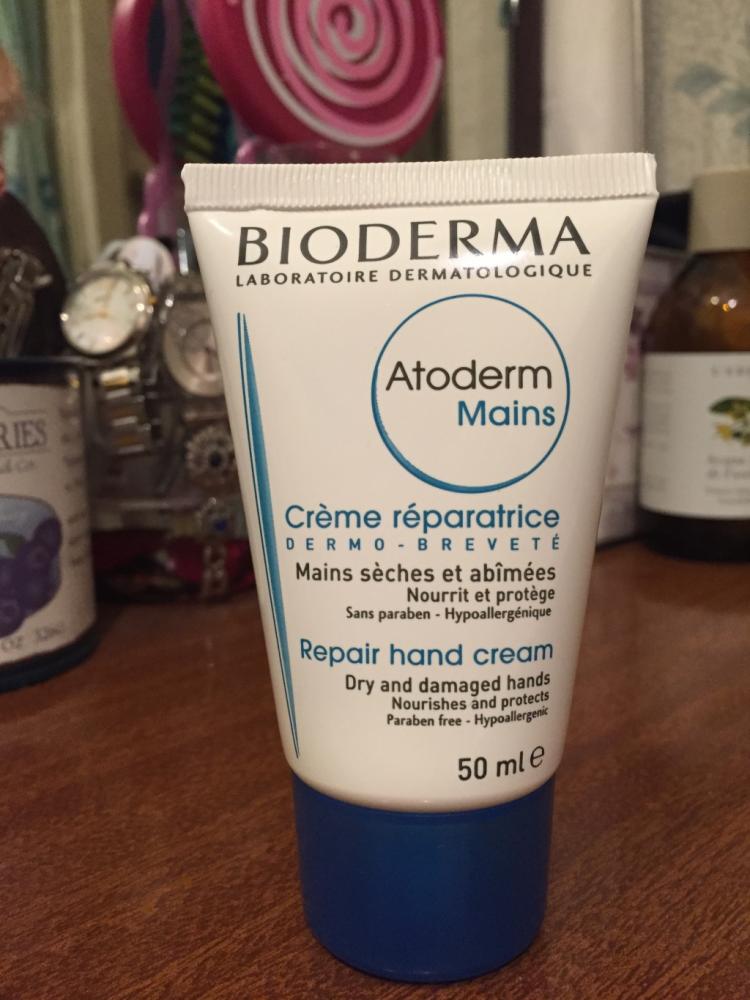 BIODERMA
LABORATOIRE DERMATOLOGIQUE
Atoderm
Mains
Crème réparatrice
DERMO-BREVETÉ
Mains sèches et abîmées
Nourrit et protège
Sans paraben - Hypoallergénique
Repair hand cream
Dry and damaged hands
Nourishes and protects
Paraben free - Hypoallergenic
50 ml e
RIES